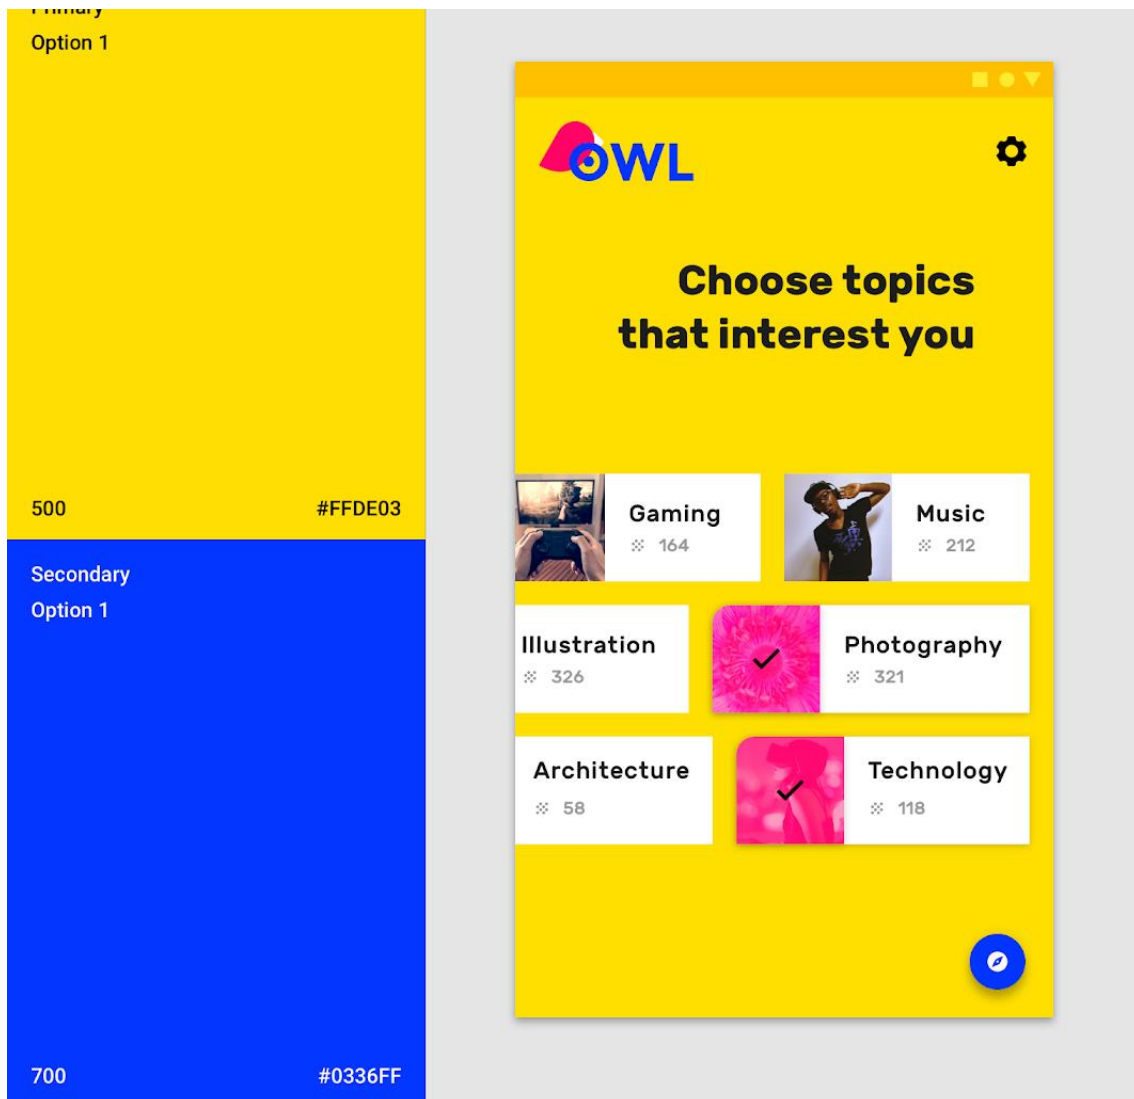 Primary
Option 1
500 #FFDE03
Secondary
Option 1
700 #0336FF
OWL
Choose topics
that interest you
Gaming
164
Music
212
Illustration
326
Photography
321
Architecture
58
Technology
118